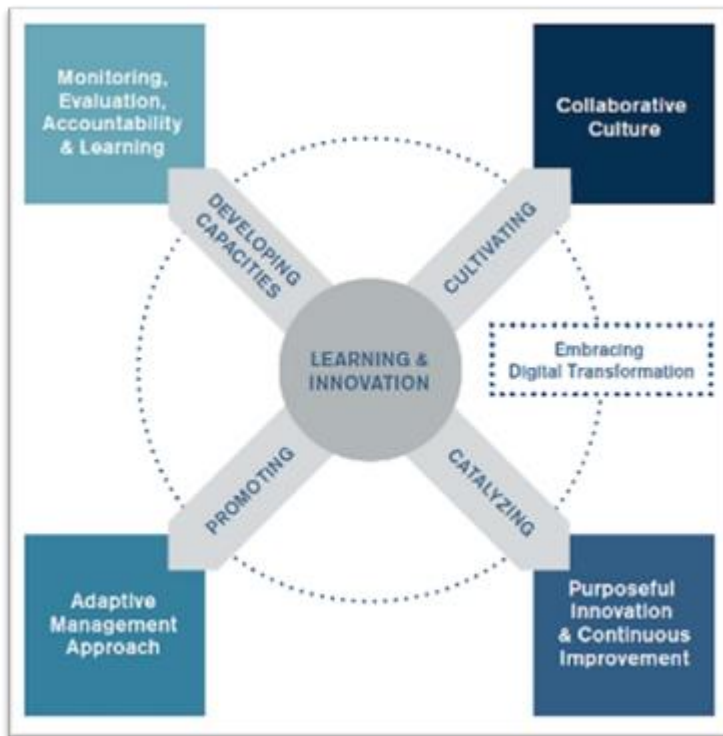 Monitoring,
Evaluation,
Accountability
& Learning
Collaborative
Culture
DEVELOPING
CAPACITIES
CULTIVATING
LEARNING &
INNOVATION
Embracing
Digital Transformation
PROMOTING
CATALYZING
Adaptive
Management
Approach
Purposeful
Innovation
& Continuous
Improvement